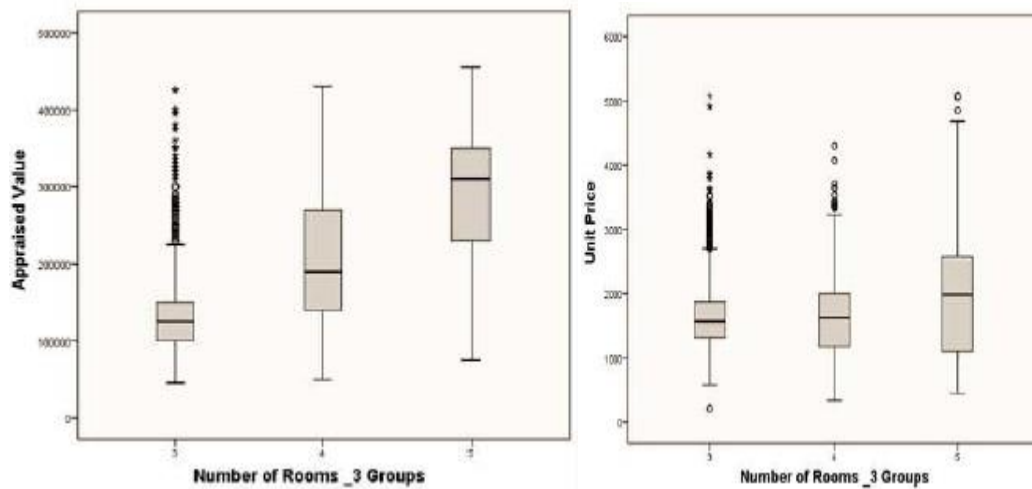 500000
400000
300000
200000
100000
0
Appraised Value
3 4 5
Number of Rooms _3 Groups
6000
5000
4000
3000
2000
1000
0
Unit Price
3 4 5
Number of Rooms _3 Groups